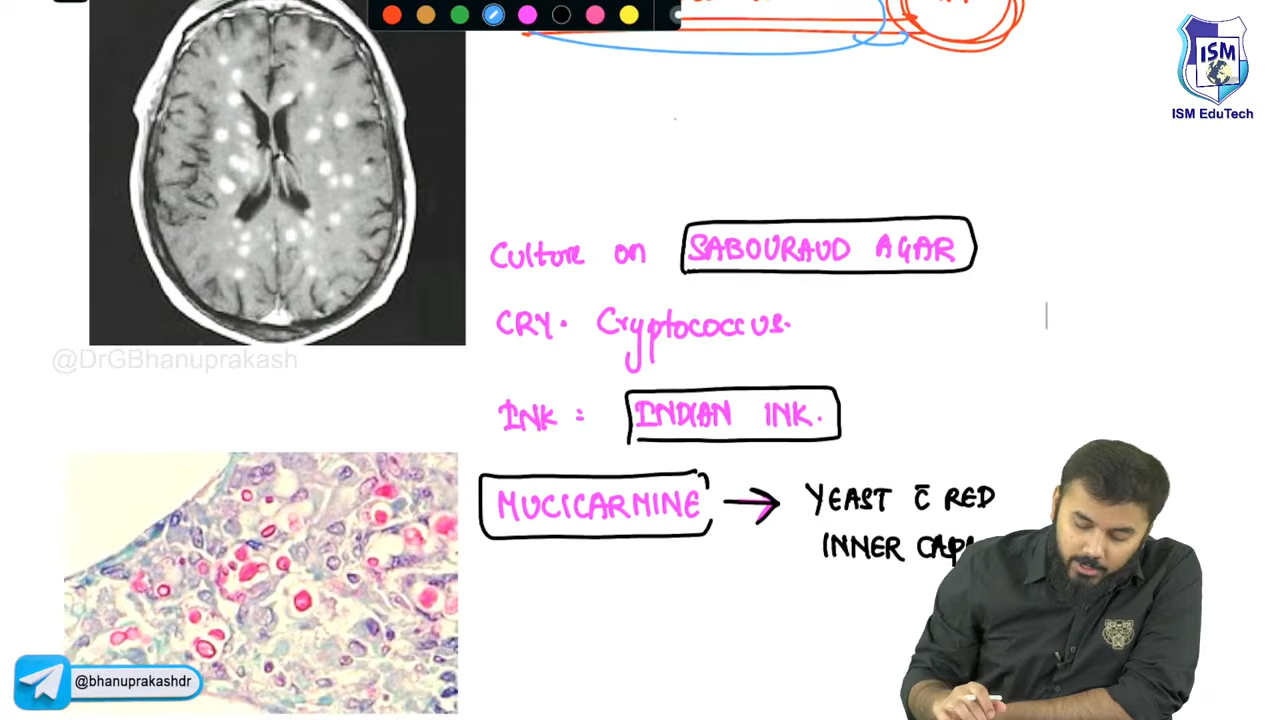 ISM
ISM EduTech
Culture on SABOURAUD AGAR
CRY. Cryptococcus.
@DrGBhanuprakash
INK = INDIAN INK.
MUCICARMINE → YEAST c̄ RED
INNER
@bhanuprakashdr